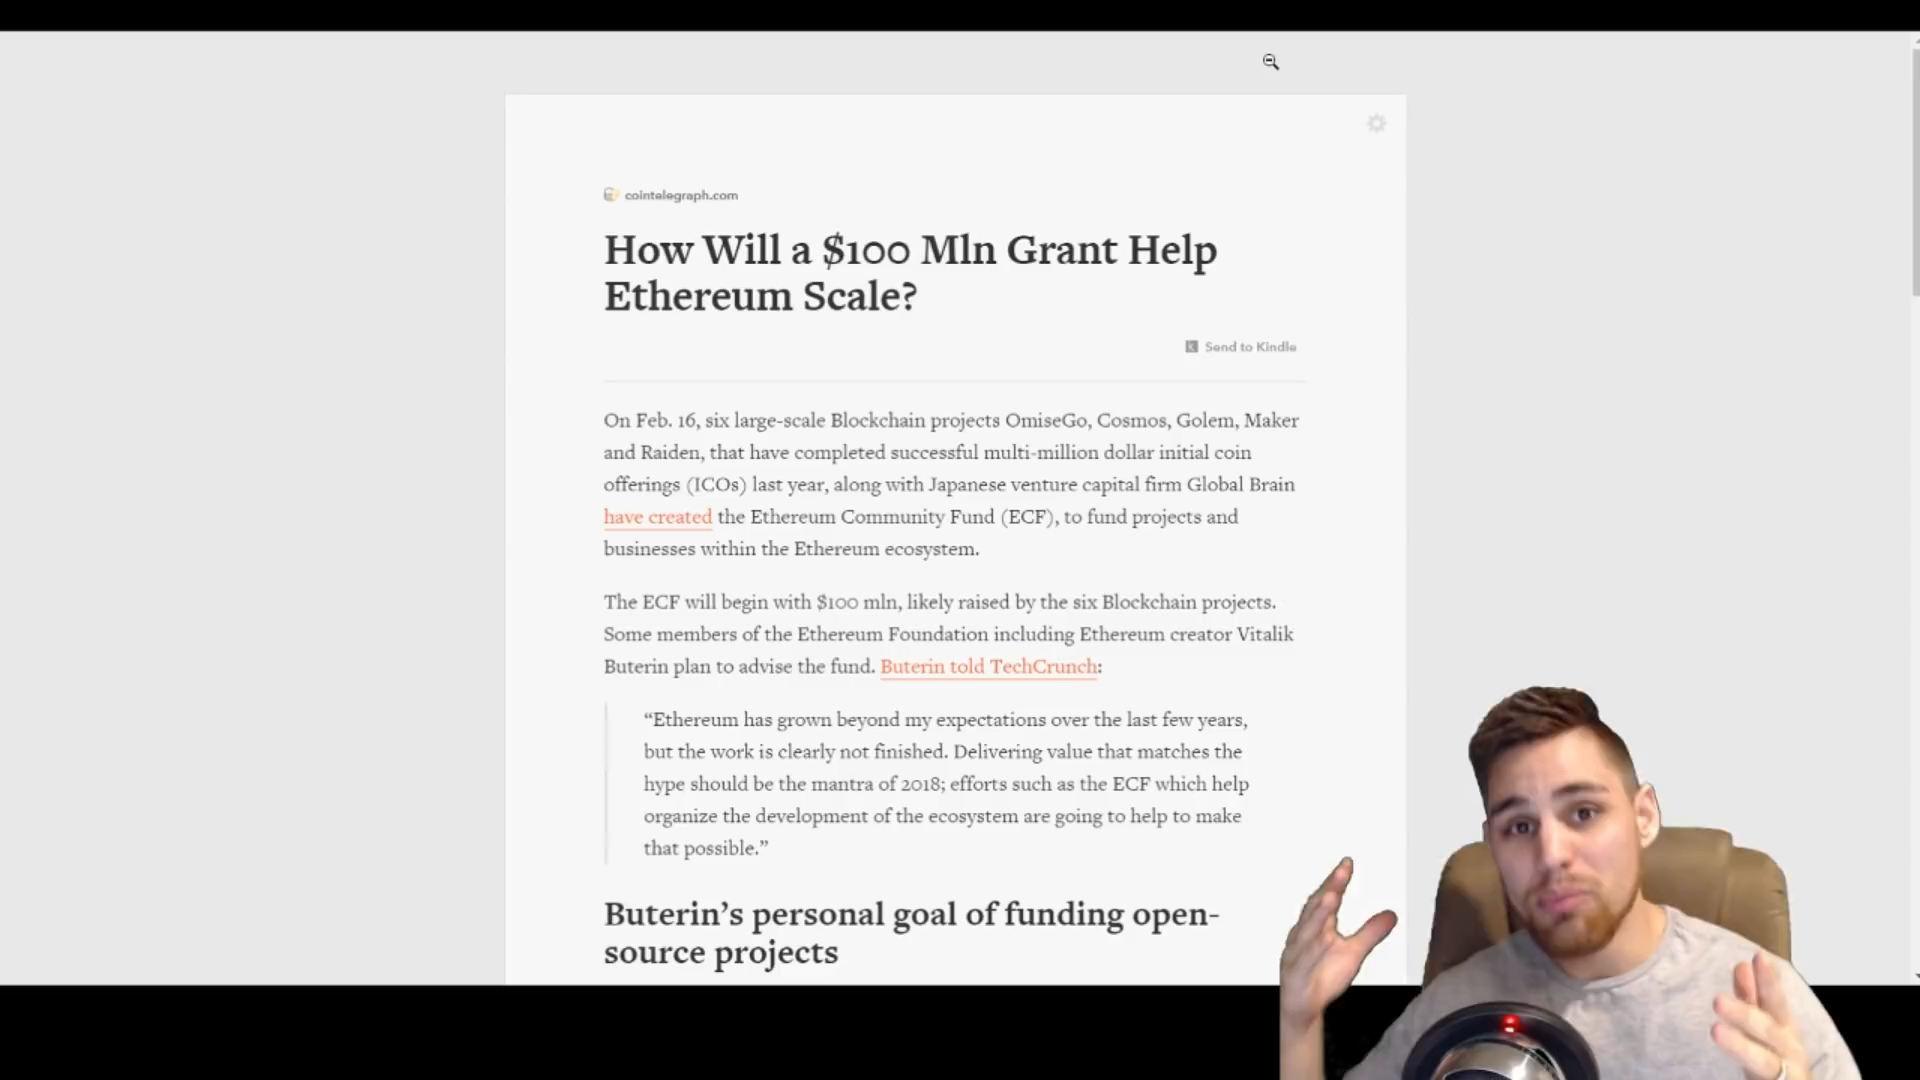 cointelegraph.com
How Will a $100 Mln Grant Help
Ethereum Scale?
Send to Kindle
On Feb. 16, six large-scale Blockchain projects OmiseGo, Cosmos, Golem, Maker
and Raiden, that have completed successful multi-million dollar initial coin
offerings (ICOs) last year, along with Japanese venture capital firm Global Brain
have created the Ethereum Community Fund (ECF), to fund projects and
businesses within the Ethereum ecosystem.
The ECF will begin with $100 mln, likely raised by the six Blockchain projects.
Some members of the Ethereum Foundation including Ethereum creator Vitalik
Buterin plan to advise the fund. Buterin told TechCrunch:
“Ethereum has grown beyond my expectations over the last few years,
but the work is clearly not finished. Delivering value that matches the
hype should be the mantra of 2018; efforts such as the ECF which help
organize the development of the ecosystem are going to help to make
that possible.”
Buterin’s personal goal of funding open-
source projects